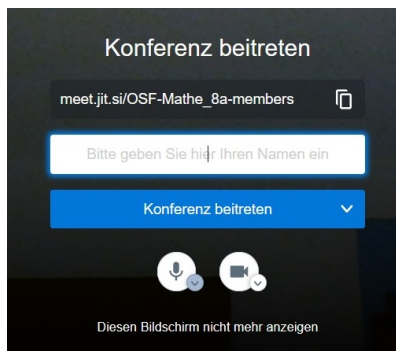 Konferenz beitreten
meet.jit.si/OSF-Mathe_8a-members
Bitte geben Sie hier Ihren Namen ein
Konferenz beitreten
Diesen Bildschirm nicht mehr anzeigen